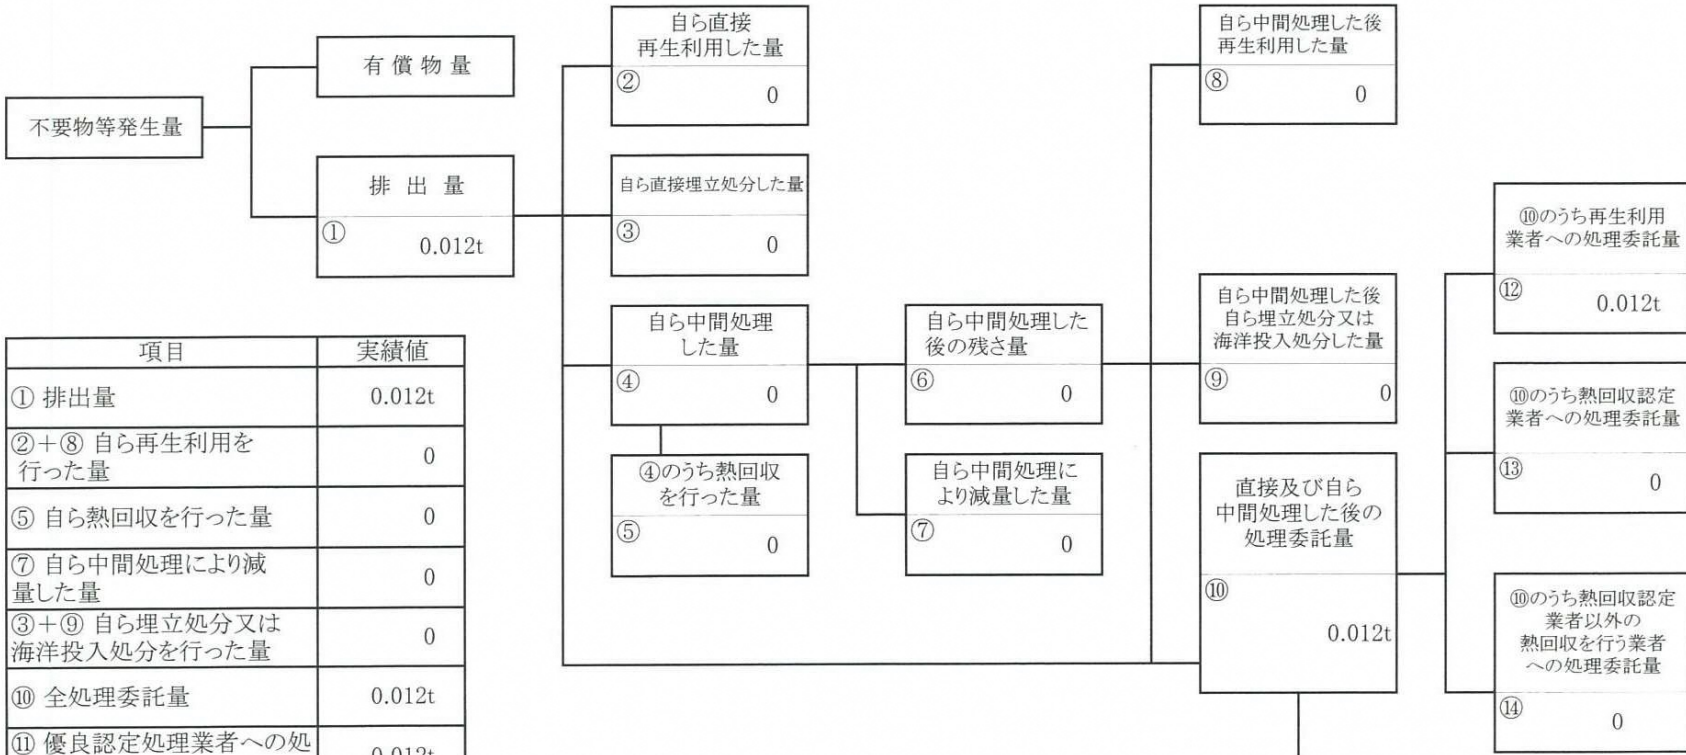 不要物等発生量
有償物量
排出量
①
0.012t
自ら直接
再生利用した量
②
0
自ら直接埋立処分した量
③
0
自ら中間処理
した量
④
0
④のうち熱回収
を行った量
⑤
0
自ら中間処理した
後の残さ量
⑥
0
自ら中間処理に
より減量した量
⑦
0
自ら中間処理した後
再生利用した量
⑧
0
自ら中間処理した後
自ら埋立処分又は
海洋投入処分した量
⑨
0
直接及び自ら
中間処理した後の
処理委託量
⑩
0.012t
⑩のうち再生利用
業者への処理委託量
⑫
0.012t
⑩のうち熱回収認定
業者への処理委託量
⑬
0
⑩のうち熱回収認定
業者以外の
熱回収を行う業者
への処理委託量
⑭
0
項目 実績値
① 排出量 0.012t
②＋⑧ 自ら再生利用を
行った量 0
⑤ 自ら熱回収を行った量 0
⑦ 自ら中間処理により減
量した量 0
③＋⑨ 自ら埋立処分又は
海洋投入処分を行った量 0
⑩ 全処理委託量 0.012t
⑪ 優良認定処理業者への処
0.012t